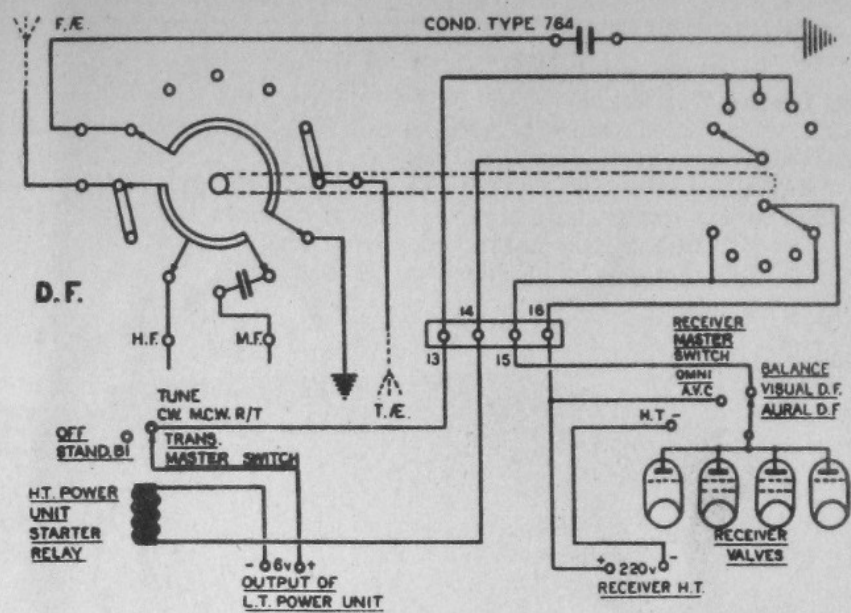 F.Æ.
COND. TYPE 764
D.F.
H.F.
M.F.
T.Æ.
14
16
13
15
RECEIVER
MASTER
SWITCH
OMNI
A.V.C
BALANCE
VISUAL D.F.
AURAL D.F
H.T -
TUNE
CW. M.C.W. R/T
OFF
STAND. BI
TRANS.
MASTER SWITCH
H.T. POWER
UNIT
STARTER
RELAY
- 6v +
OUTPUT OF
L.T. POWER UNIT
RECEIVER
VALVES
+ 220v -
RECEIVER H.T.